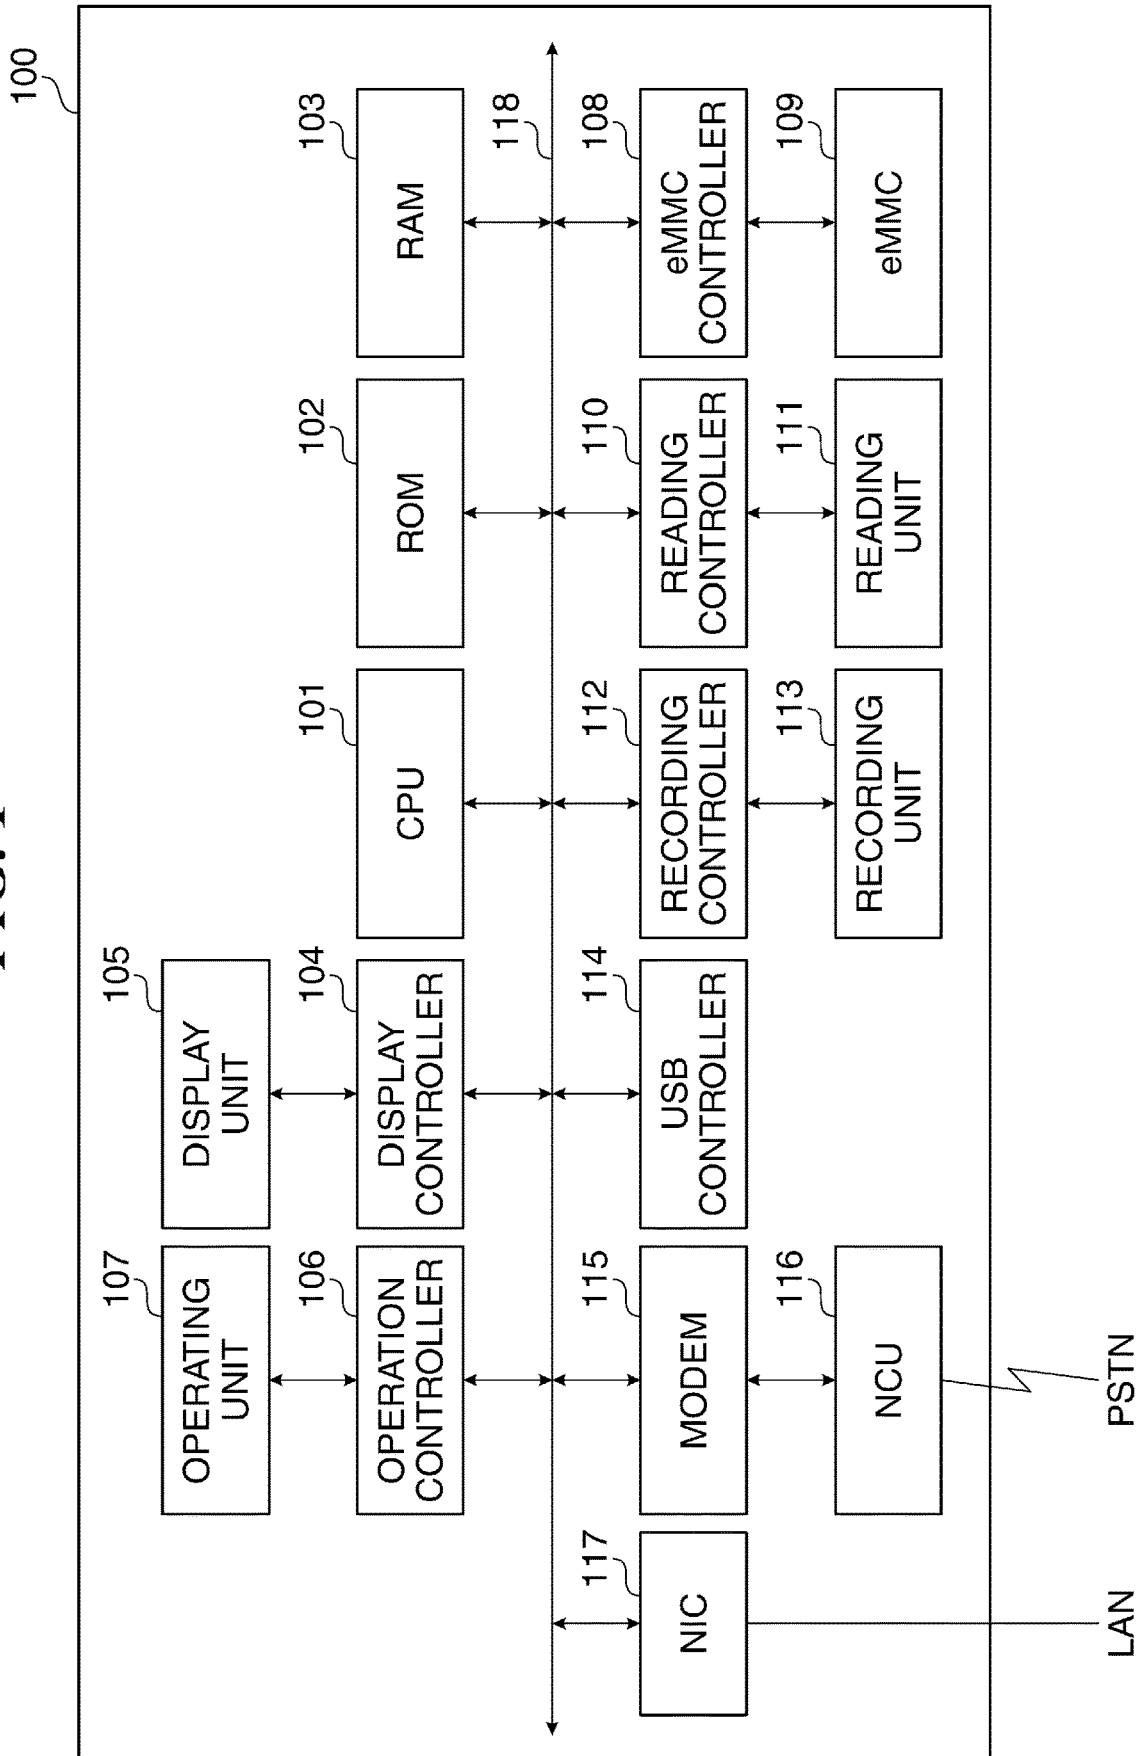 100
107
105
OPERATING
UNIT
DISPLAY
UNIT
106
104
101
102
103
OPERATION
CONTROLLER
DISPLAY
CONTROLLER
CPU
ROM
RAM
118
117
115
114
112
110
108
NIC
MODEM
USB
CONTROLLER
RECORDING
CONTROLLER
READING
CONTROLLER
eMMC
CONTROLLER
116
113
111
109
NCU
RECORDING
UNIT
READING
UNIT
eMMC
LAN
PSTN